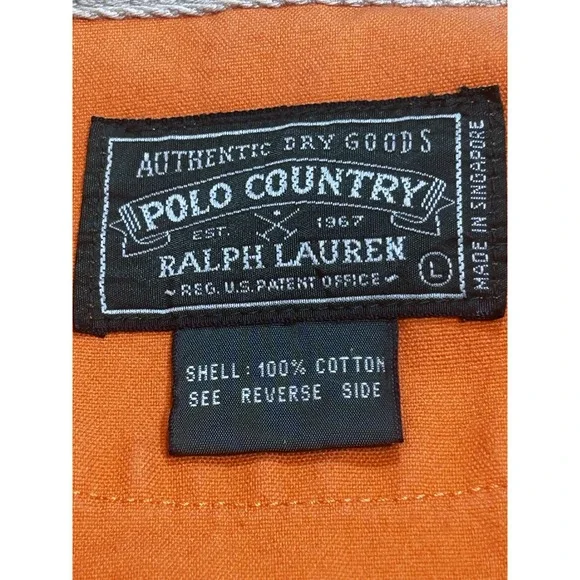 AUTHENTIC DRY GOODS
POLO COUNTRY
EST. 1967
RALPH LAUREN
REG. U.S. PATENT OFFICE
L
MADE IN SINGAPORE
SHELL: 100% COTTON
SEE REVERSE SIDE